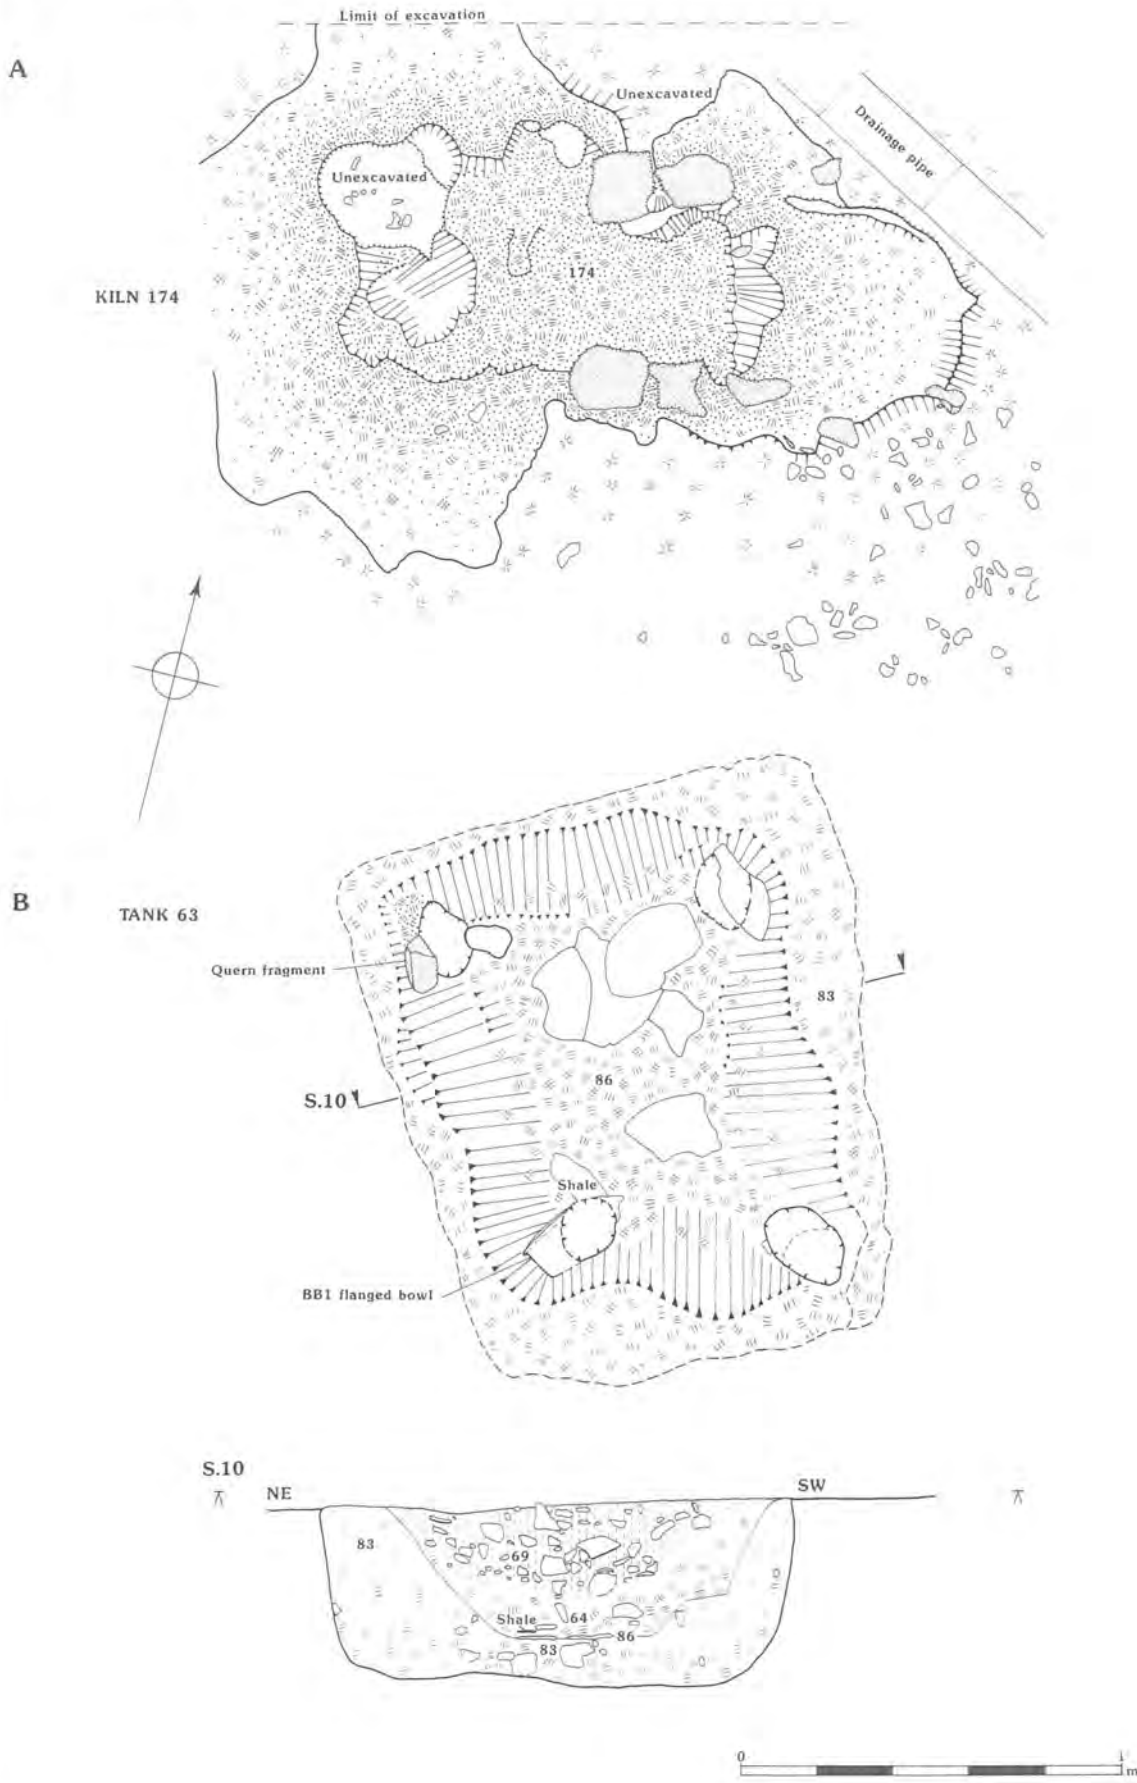 Limit of excavation
A
Unexcavated
Drainage pipe
Unexcavated
174
KILN 174
B
TANK 63
Quern fragment
83
86
S.10
Shale
BB1 flanged bowl
S.10
NE
SW
83
69
Shale
64
86
83
0
1
m